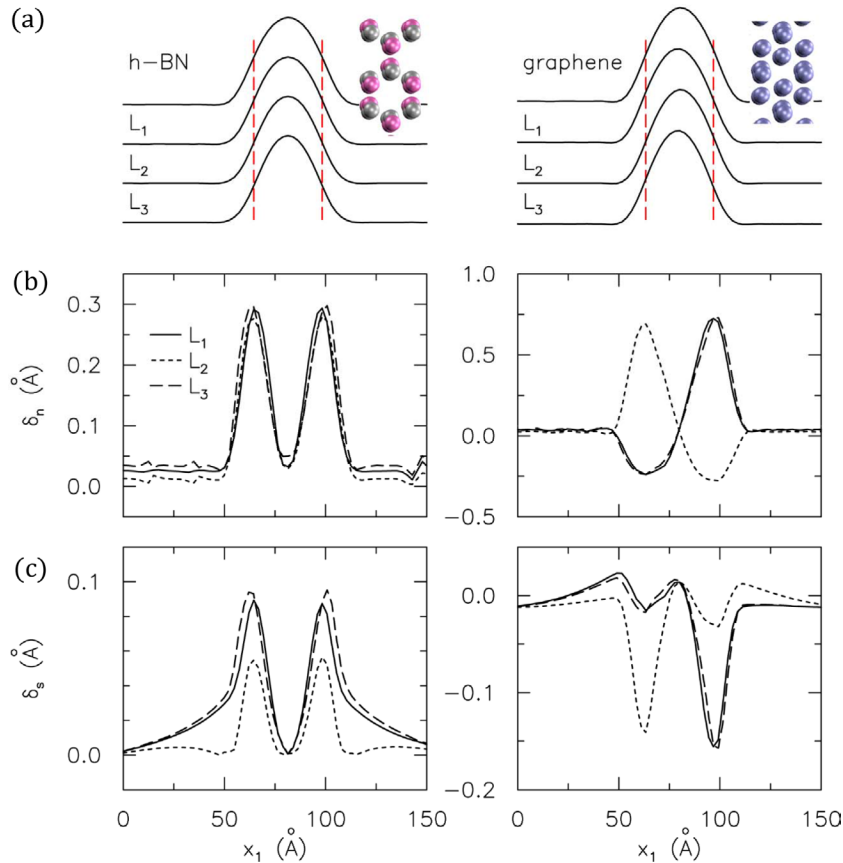 (a)
h-BN
L₁
L₂
L₃
graphene
L₁
L₂
L₃
(b)
δₙ (Å)
0.3
0.2
0.1
0.0
L₁
L₂
L₃
1.0
0.5
0.0
-0.5
(c)
δₛ (Å)
0.1
0.0
0.0
-0.1
-0.2
0 50 100 150
x₁ (Å)
0 50 100 150
x₁ (Å)